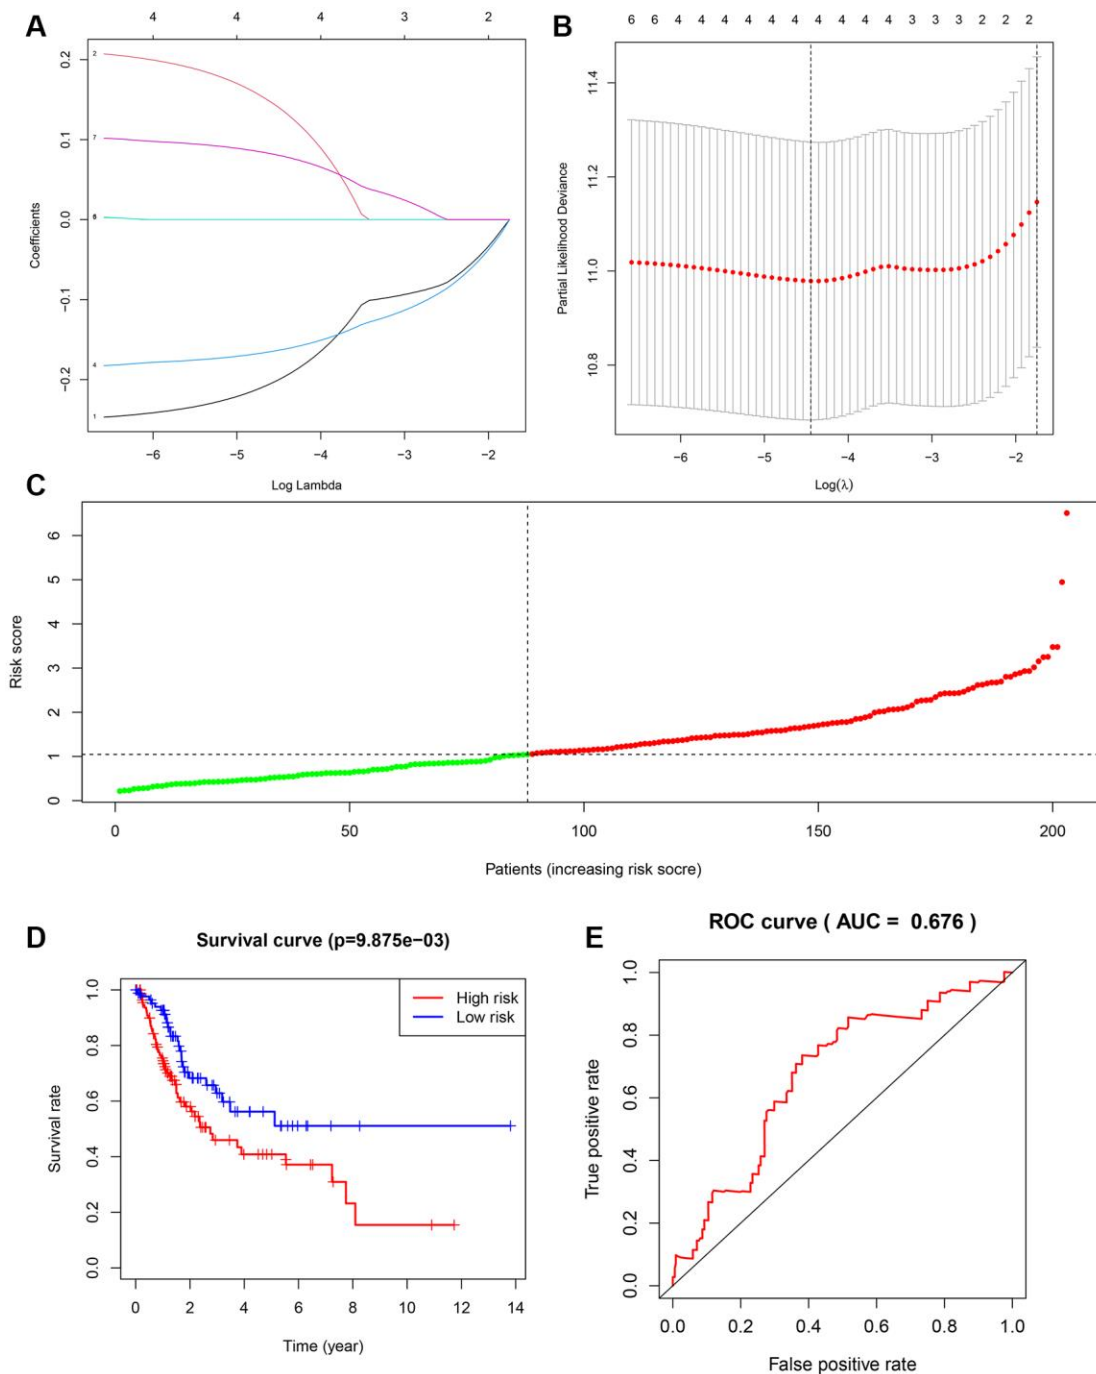 A
4 4 4 3 2
0.2
0.1
0.0
−0.1
−0.2
Coefficients
2
7
4
1
−6 −5 −4 −3 −2
Log Lambda
B
6 6 4 4 4 4 4 4 4 4 4 4 3 3 3 2 2 2
11.4
11.2
11.0
10.8
Partial Likelihood Deviance
−6 −5 −4 −3 −2
Log(λ)
C
6
5
4
3
2
1
0
Risk score
0 50 100 150 200
Patients (increasing risk socre)
D
Survival curve (p=9.875e−03)
High risk
Low risk
1.0
0.8
0.6
0.4
0.2
0.0
Survival rate
0 2 4 6 8 10 12 14
Time (year)
E
ROC curve ( AUC = 0.676 )
1.0
0.8
0.6
0.4
0.2
0.0
True positive rate
0.0 0.2 0.4 0.6 0.8 1.0
False positive rate